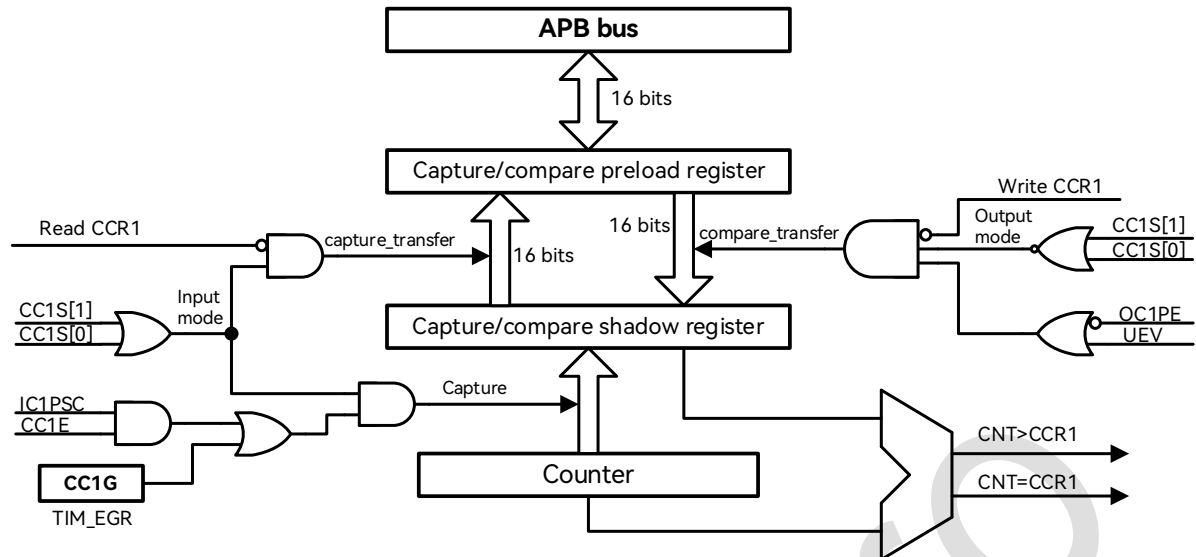 APB bus
16 bits
Capture/compare preload register
Write CCR1
Read CCR1
capture_transfer
16 bits
16 bits
compare_transfer
Output
mode
CC1S[1]
CC1S[0]
Input
mode
CC1S[1]
CC1S[0]
Capture/compare shadow register
OC1PE
UEV
IC1PSC
CC1E
Capture
CNT>CCR1
CC1G
Counter
CNT=CCR1
TIM_EGR